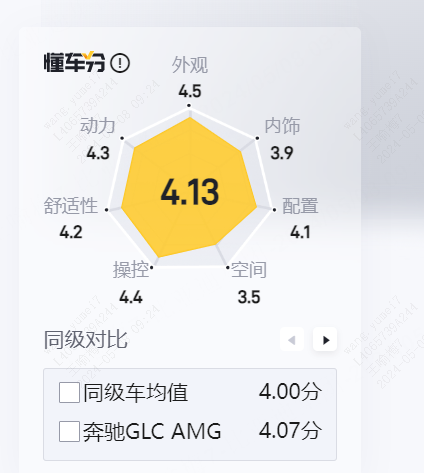 懂车分
外观
4.5
动力
4.3
内饰
3.9
4.13
舒适性
4.2
配置
4.1
操控
4.4
空间
3.5
同级对比
同级车均值 4.00分
奔驰GLC AMG 4.07分